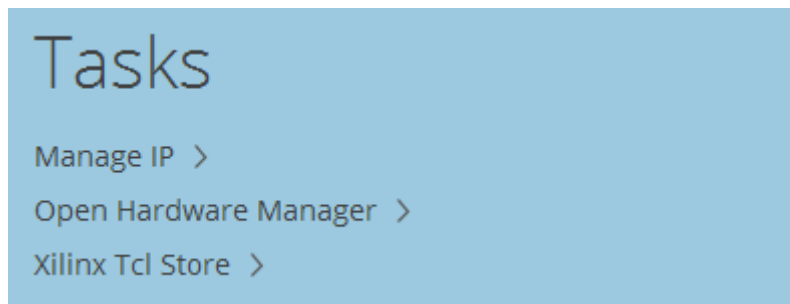 Tasks
Manage IP >
Open Hardware Manager >
Xilinx Tcl Store >